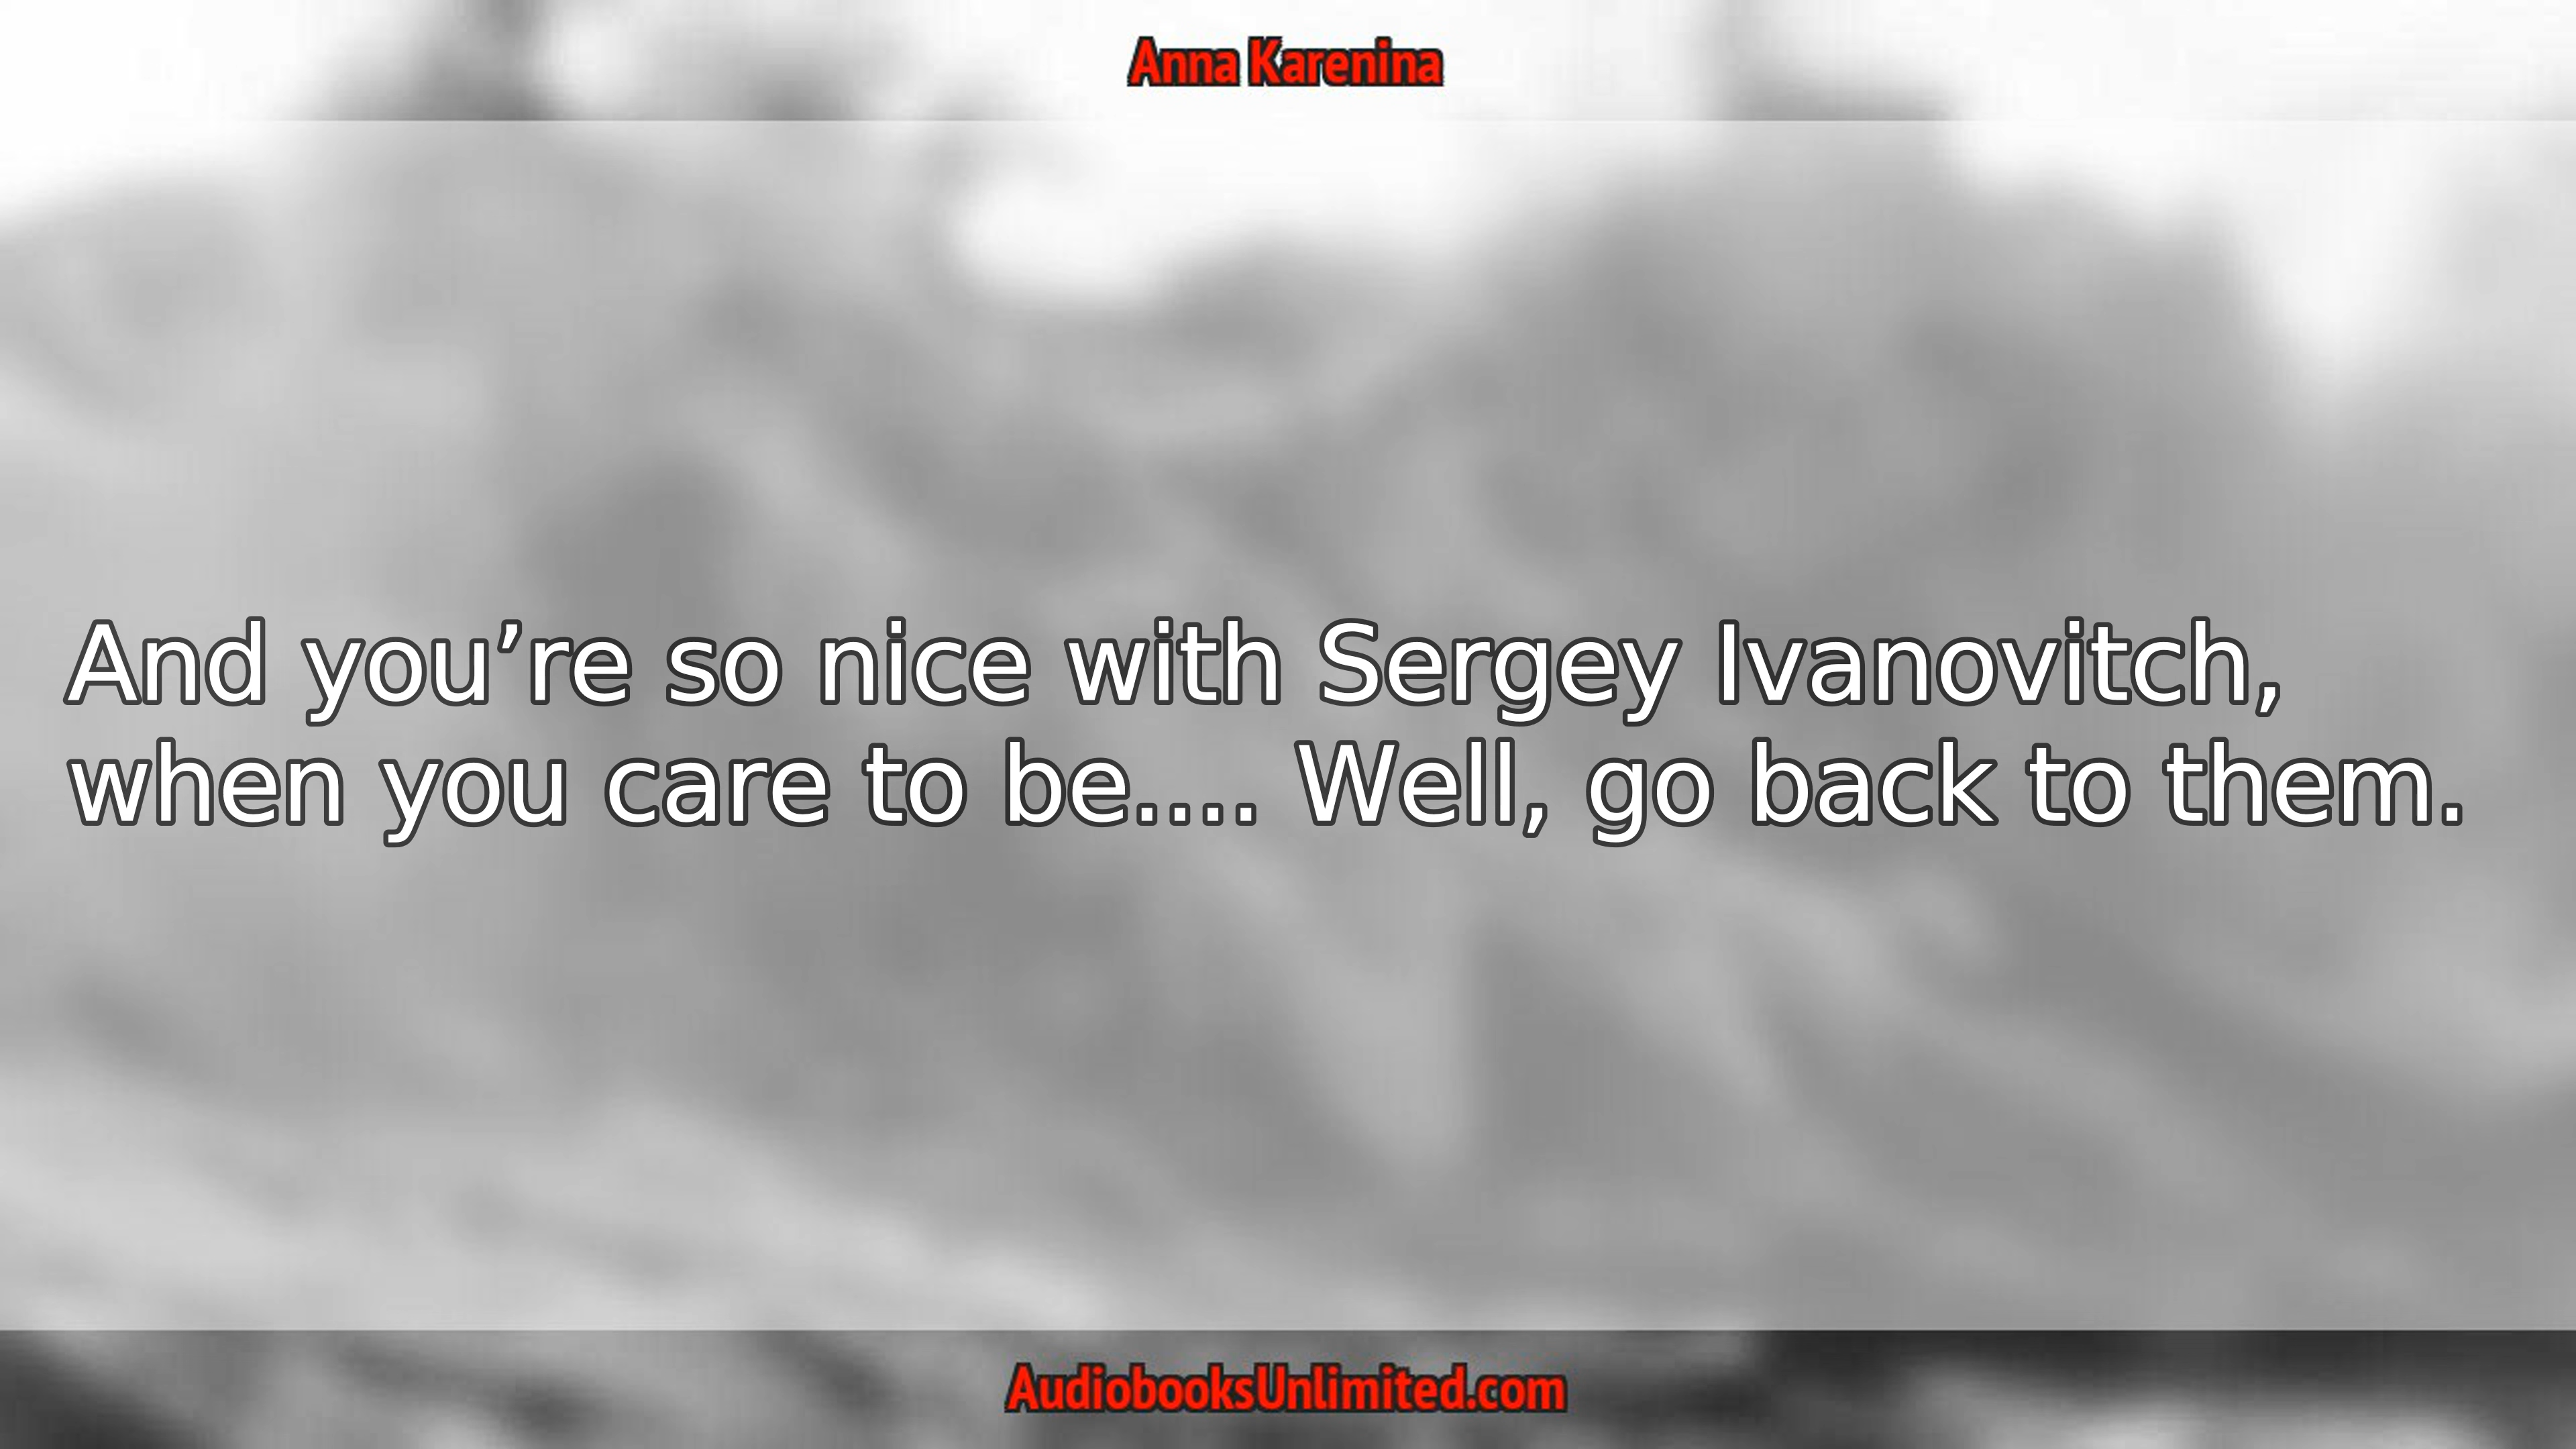 Anna Karenina
And you’re so nice with Sergey Ivanovitch,
when you care to be.... Well, go back to them.
AudiobooksUnlimited.com